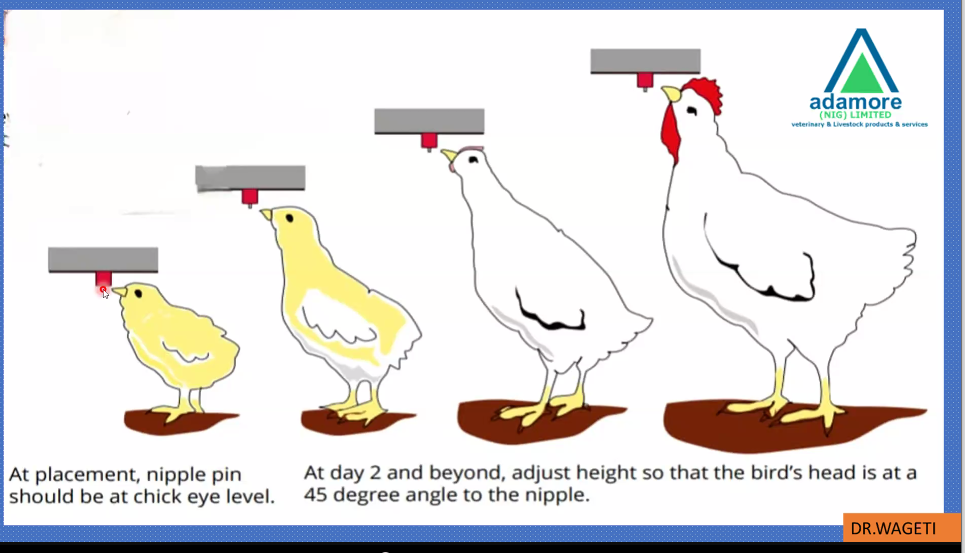 adamore
(NIG) LIMITED
veterinary & Livestock products & services
At placement, nipple pin
should be at chick eye level.
At day 2 and beyond, adjust height so that the bird's head is at a
45 degree angle to the nipple.
DR.WAGETI